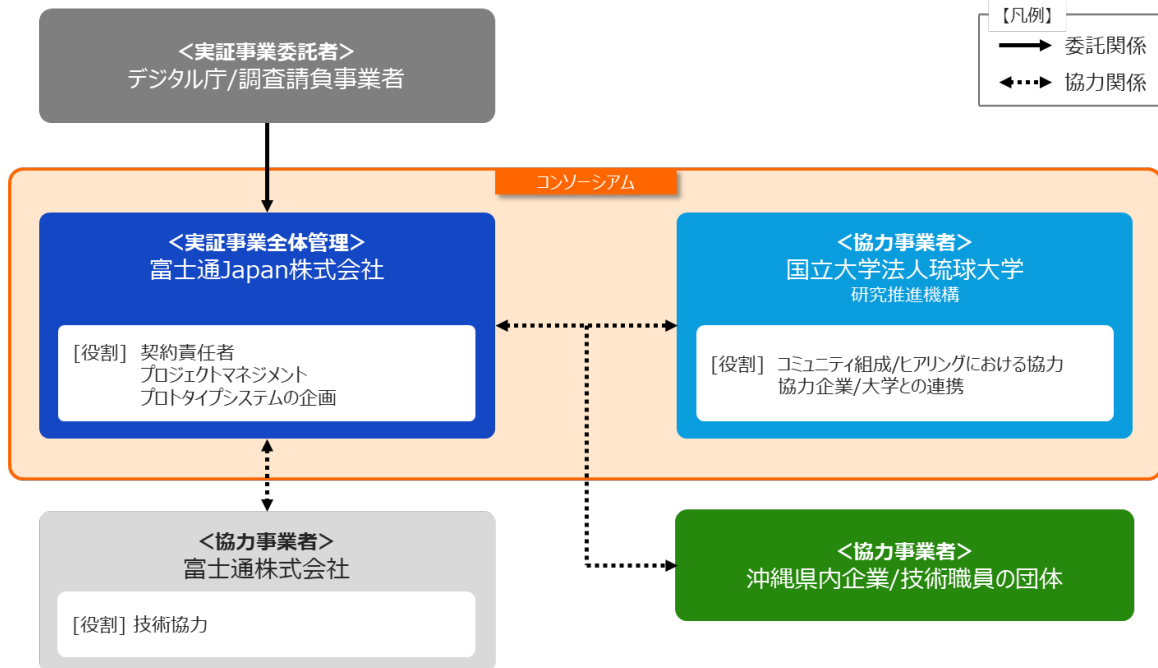 <実証事業委託者>
デジタル庁/調査請負事業者
【凡例】
委託関係
協力関係
コンソーシアム
<実証事業全体管理>
富士通Japan株式会社
[役割] 契約責任者
プロジェクトマネジメント
プロトタイプシステムの企画
<協力事業者>
国立大学法人琉球大学
研究推進機構
[役割] コミュニティ組成/ヒアリングにおける協力
協力企業/大学との連携
<協力事業者>
富士通株式会社
[役割] 技術協力
<協力事業者>
沖縄県内企業/技術職員の団体